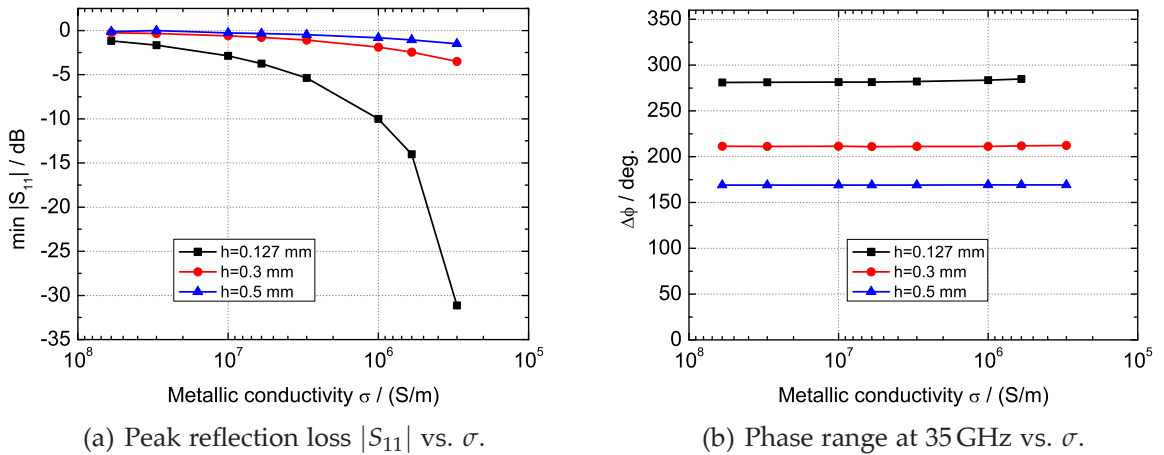 0
-5
-10
-15
-20
-25
-30
-35
min |S11| / dB
h=0.127 mm
h=0.3 mm
h=0.5 mm
10^8 10^7 10^6 10^5
Metallic conductivity σ / (S/m)
(a) Peak reflection loss |S11| vs. σ.
350
300
250
200
150
100
50
0
Δϕ / deg.
h=0.127 mm
h=0.3 mm
h=0.5 mm
10^8 10^7 10^6 10^5
Metallic conductivity σ / (S/m)
(b) Phase range at 35 GHz vs. σ.